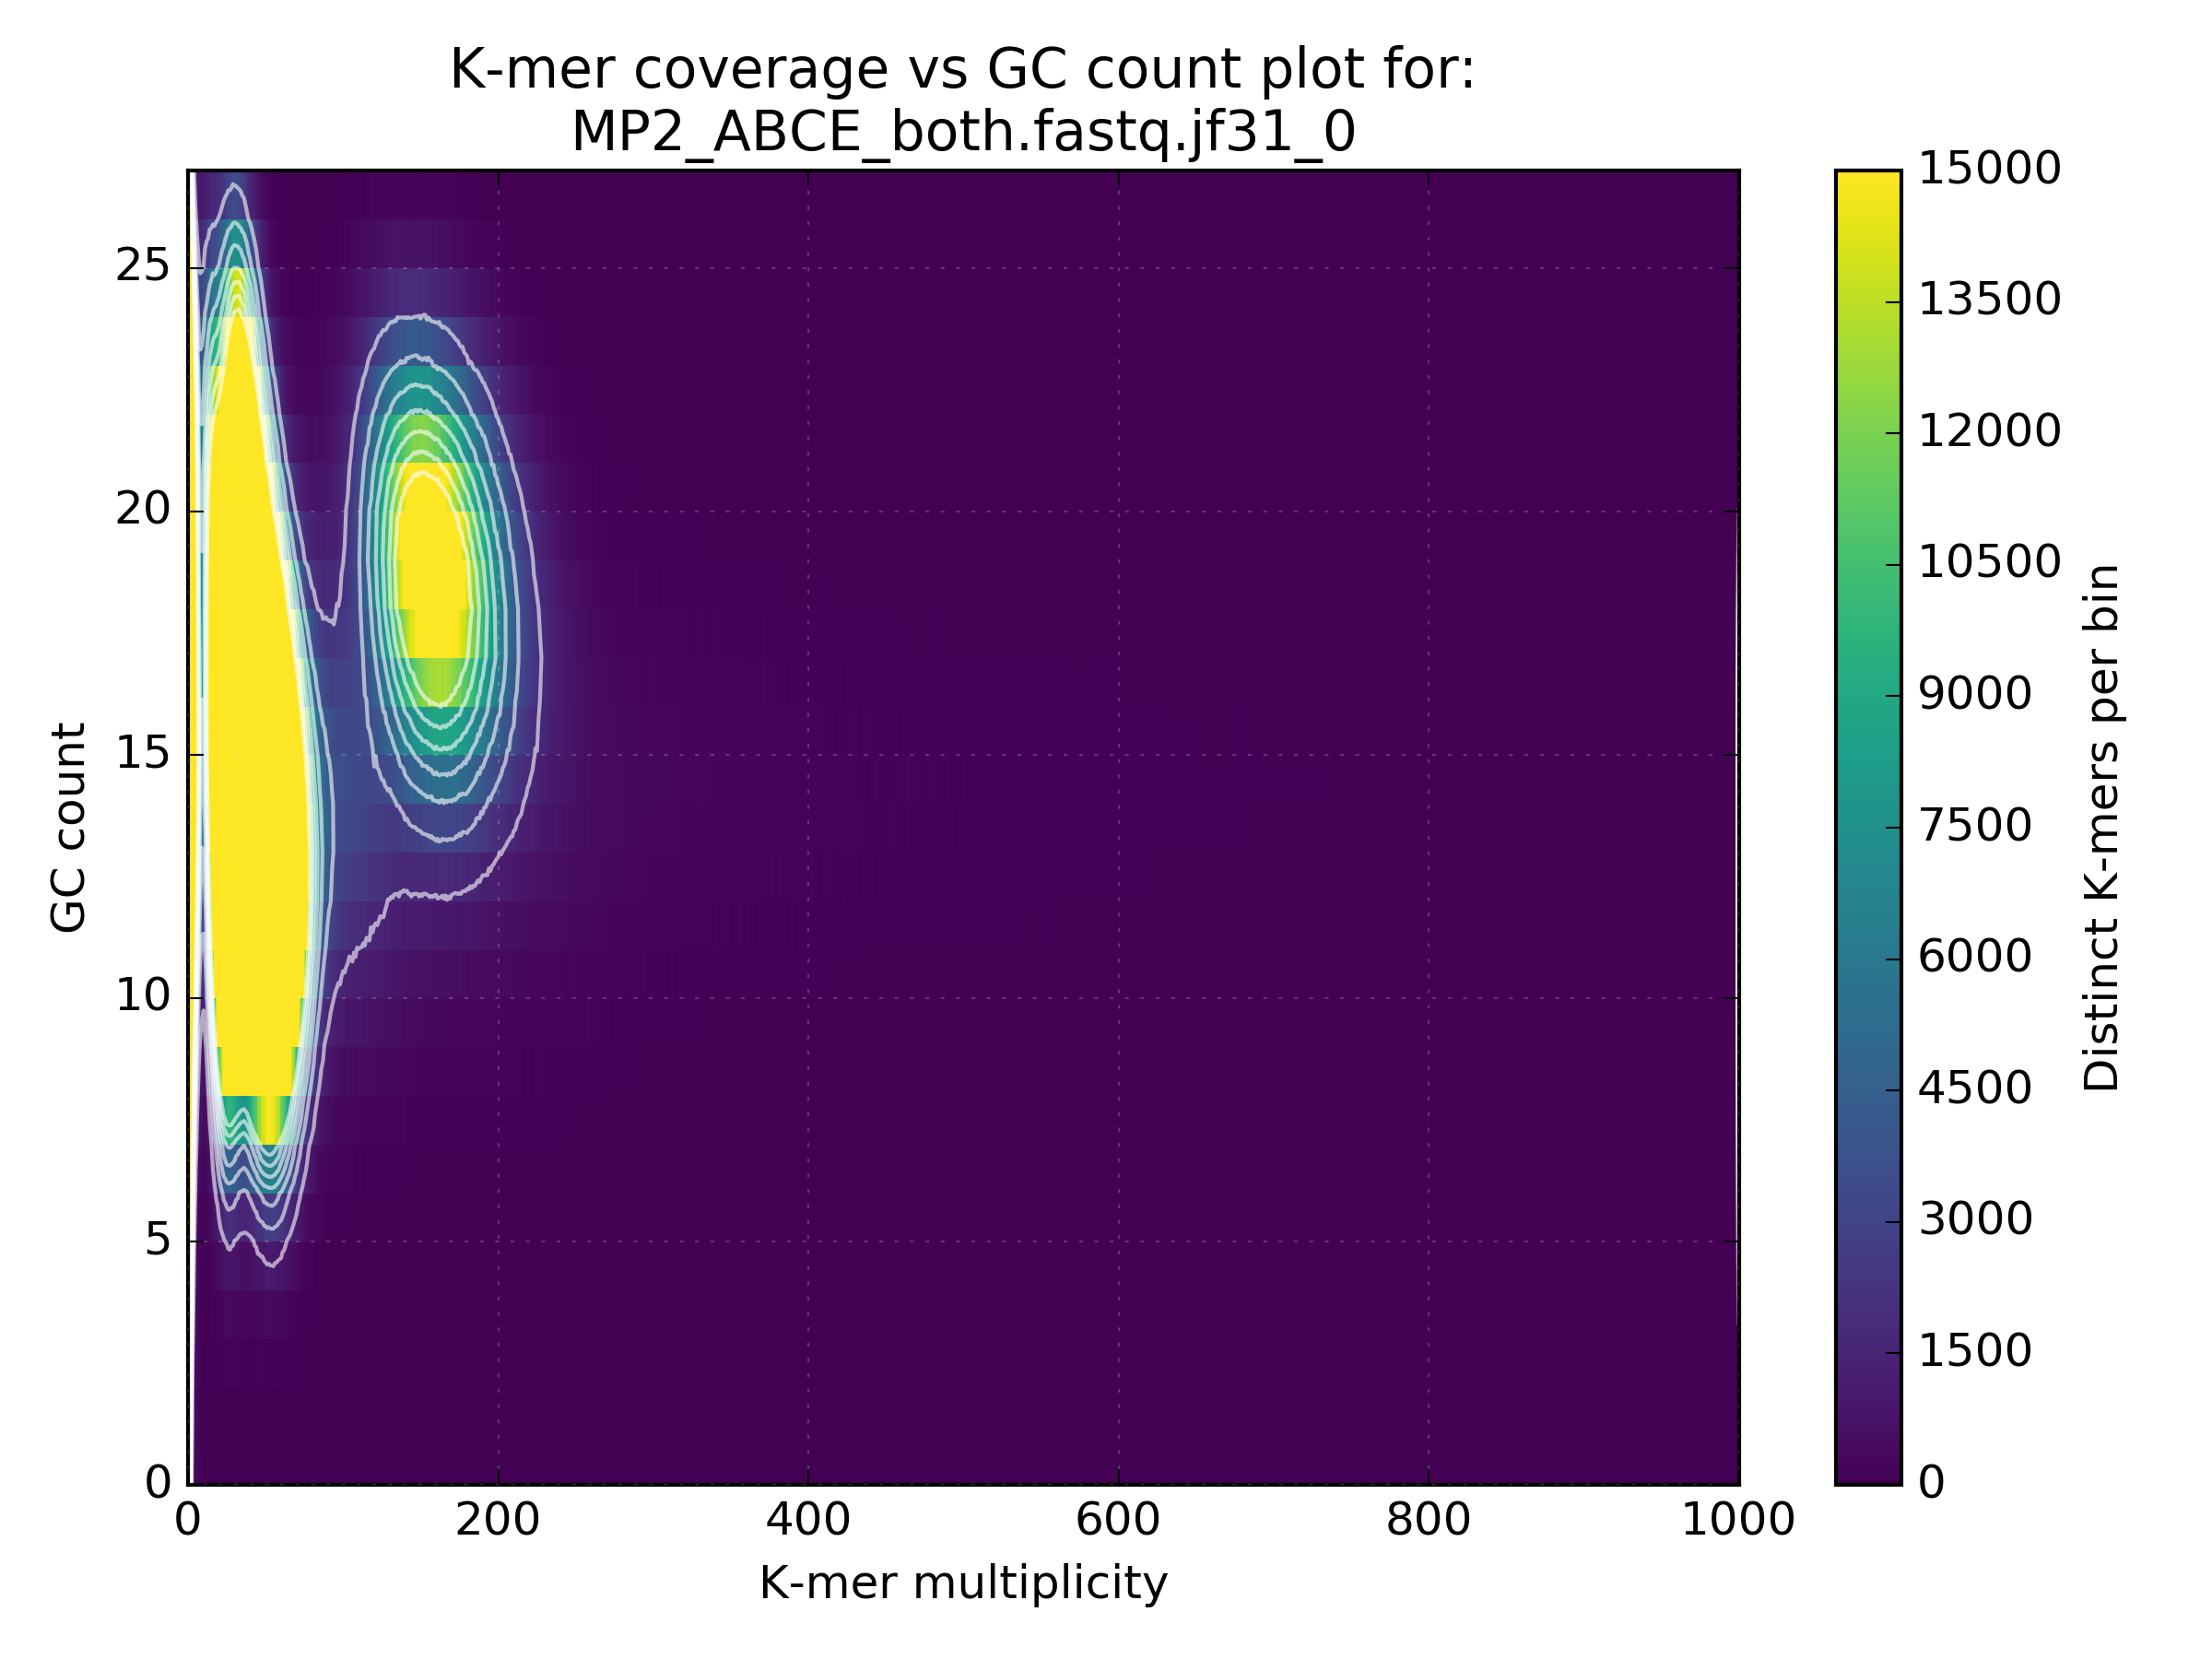 K-mer coverage vs GC count plot for:
MP2_ABCE_both.fastq.jf31_0
GC count
25
20
15
10
5
0
0 200 400 600 800 1000
K-mer multiplicity
15000
13500
12000
10500
9000
7500
6000
4500
3000
1500
0
Distinct K-mers per bin